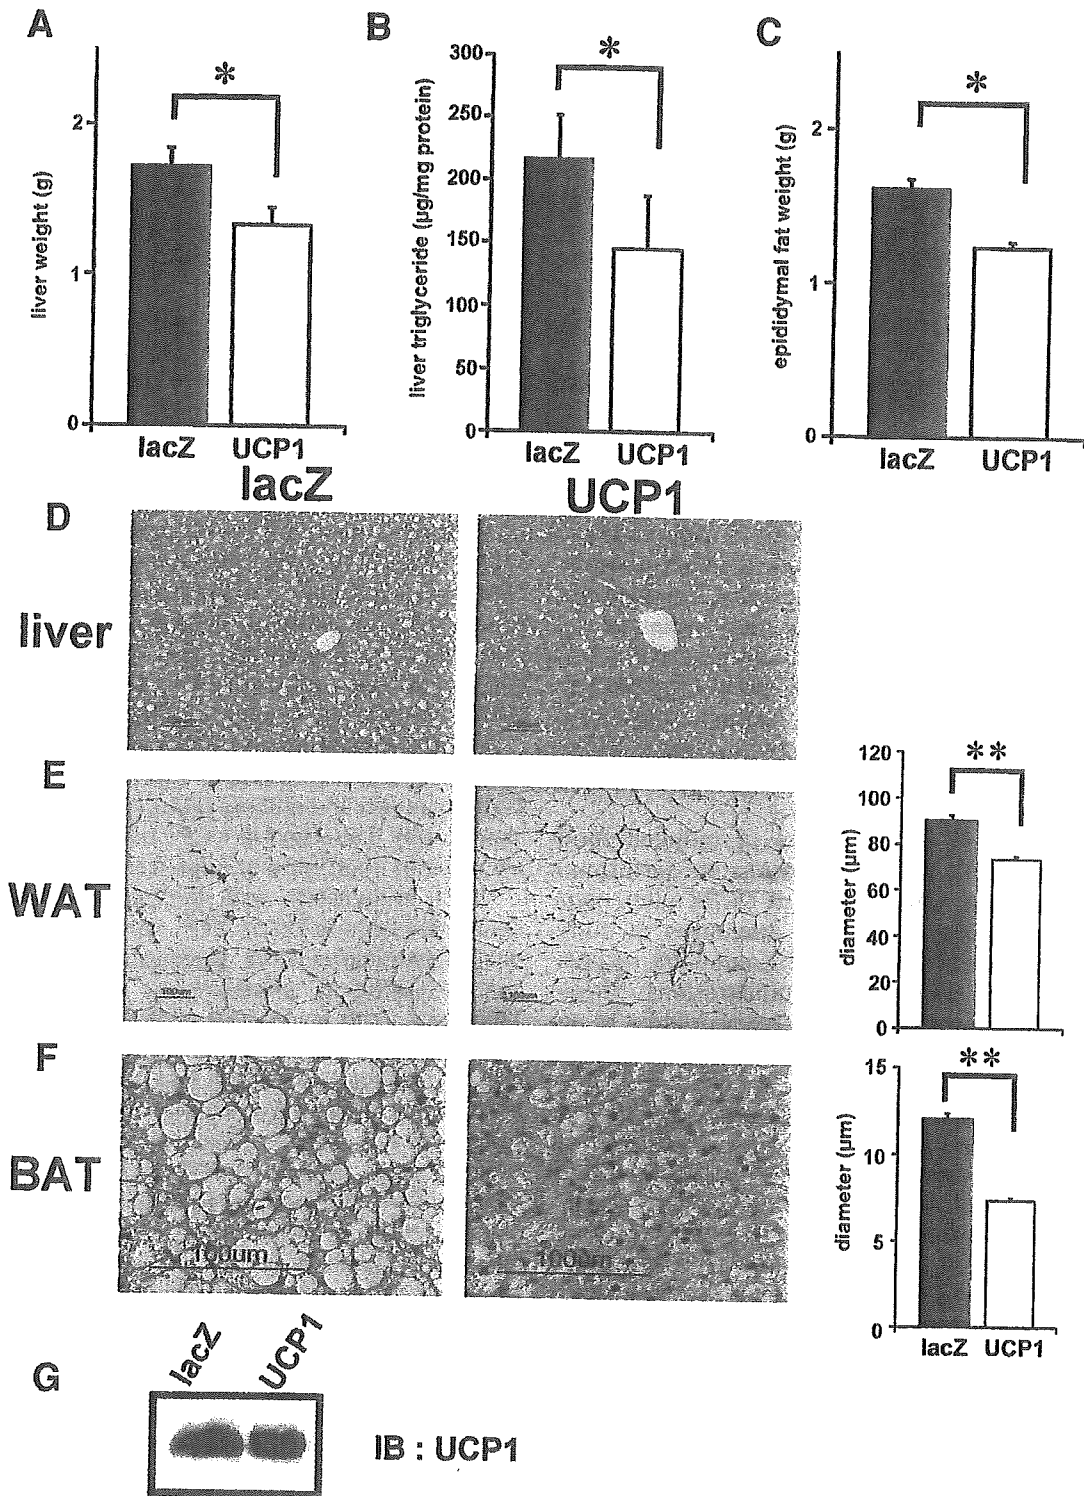 A
liver weight (g)
2
1
0
*
lacZ UCP1
B
liver triglyceride (µg/mg protein)
300
250
200
150
100
50
0
*
lacZ UCP1
C
epididymal fat weight (g)
2
1
0
*
lacZ UCP1
lacZ UCP1
D
liver
E
WAT
100um
diameter (µm)
120
100
80
60
40
20
0
**
F
BAT
100um
100um
diameter (µm)
15
10
5
0
**
lacZ UCP1
G
lacZ
UCP1
IB : UCP1